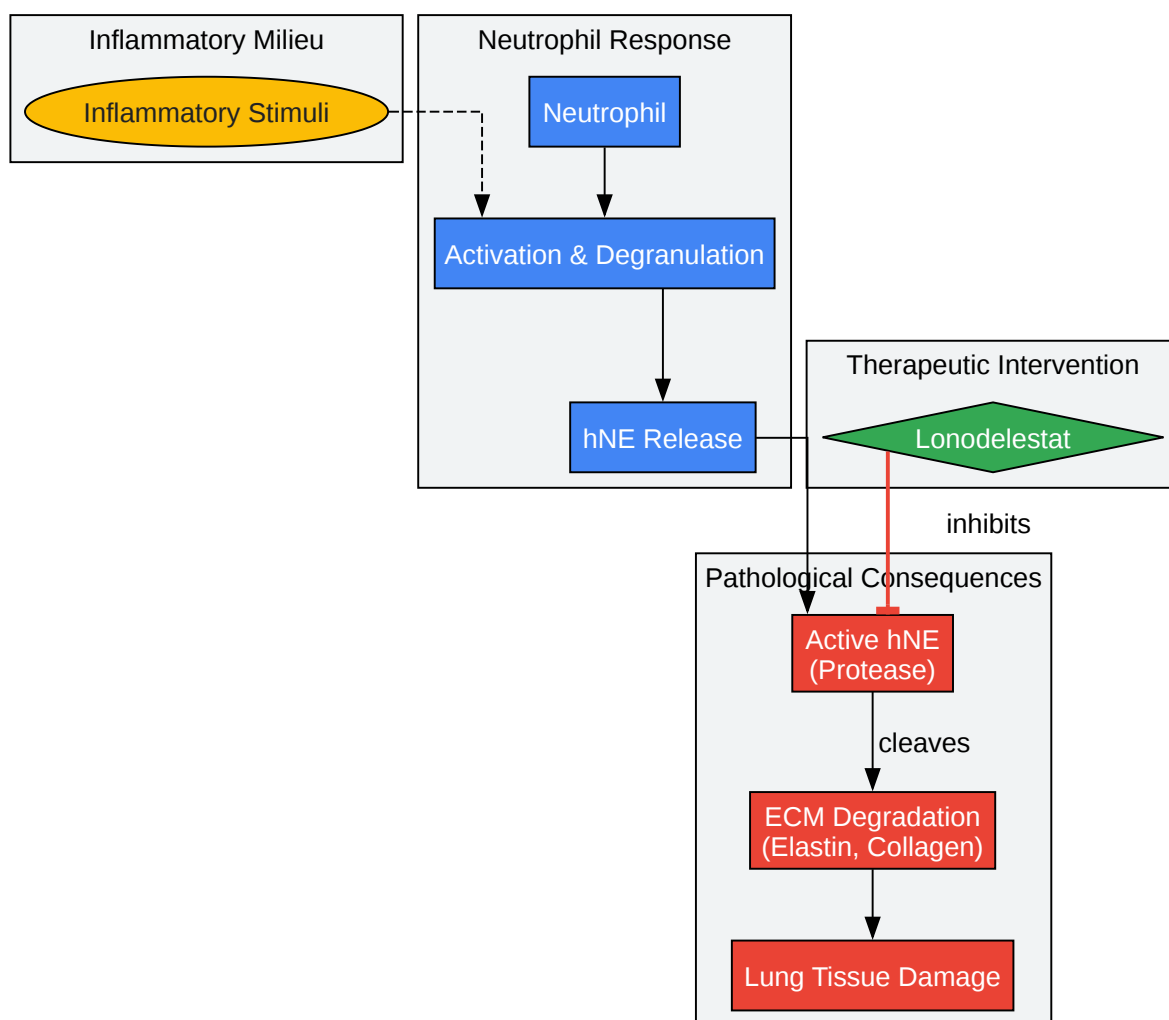 Inflammatory Milieu
Inflammatory Stimuli
Neutrophil Response
Neutrophil
Activation & Degranulation
hNE Release
Therapeutic Intervention
Lonodelestat
inhibits
Pathological Consequences
Active hNE
(Protease)
cleaves
ECM Degradation
(Elastin, Collagen)
Lung Tissue Damage